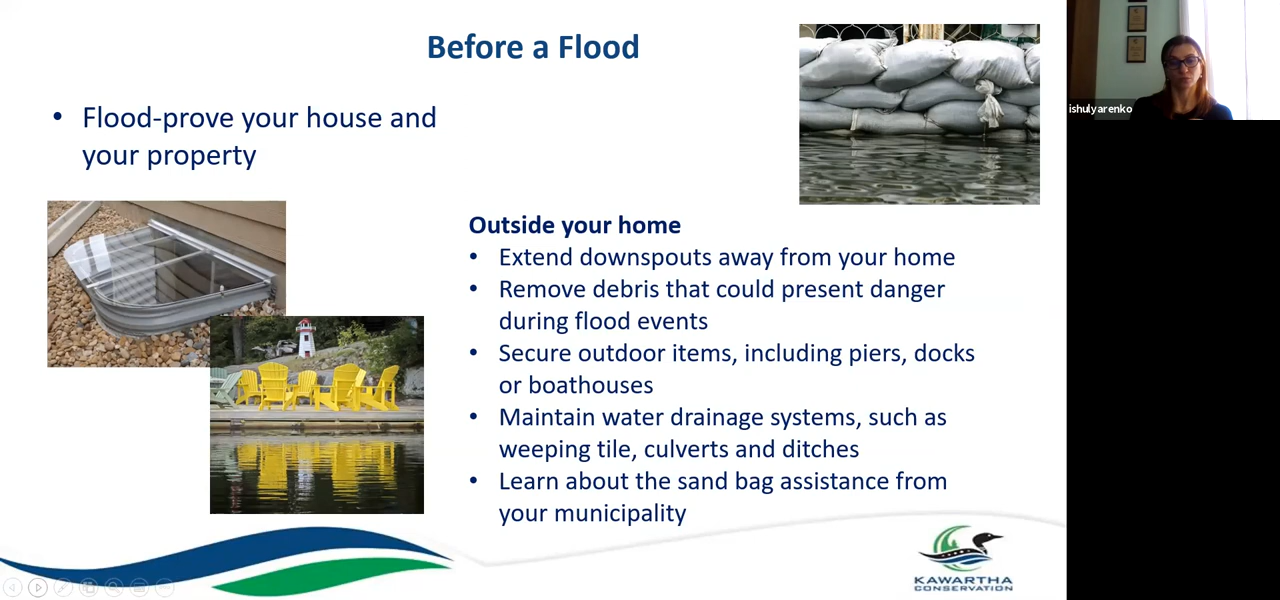 Before a Flood
• Flood-prove your house and
your property
Outside your home
• Extend downspouts away from your home
• Remove debris that could present danger
during flood events
• Secure outdoor items, including piers, docks
or boathouses
• Maintain water drainage systems, such as
weeping tile, culverts and ditches
• Learn about the sand bag assistance from
your municipality
KAWARTHA
CONSERVATION
ishulyarenko